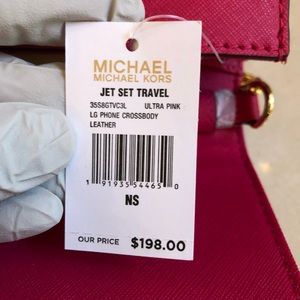 MICHAEL
MICHAEL KORS
JET SET TRAVEL
35S8GTVC3L ULTRA PINK
LG PHONE CROSSBODY
LEATHER
1 91935 54465 0
NS
OUR PRICE $198.00